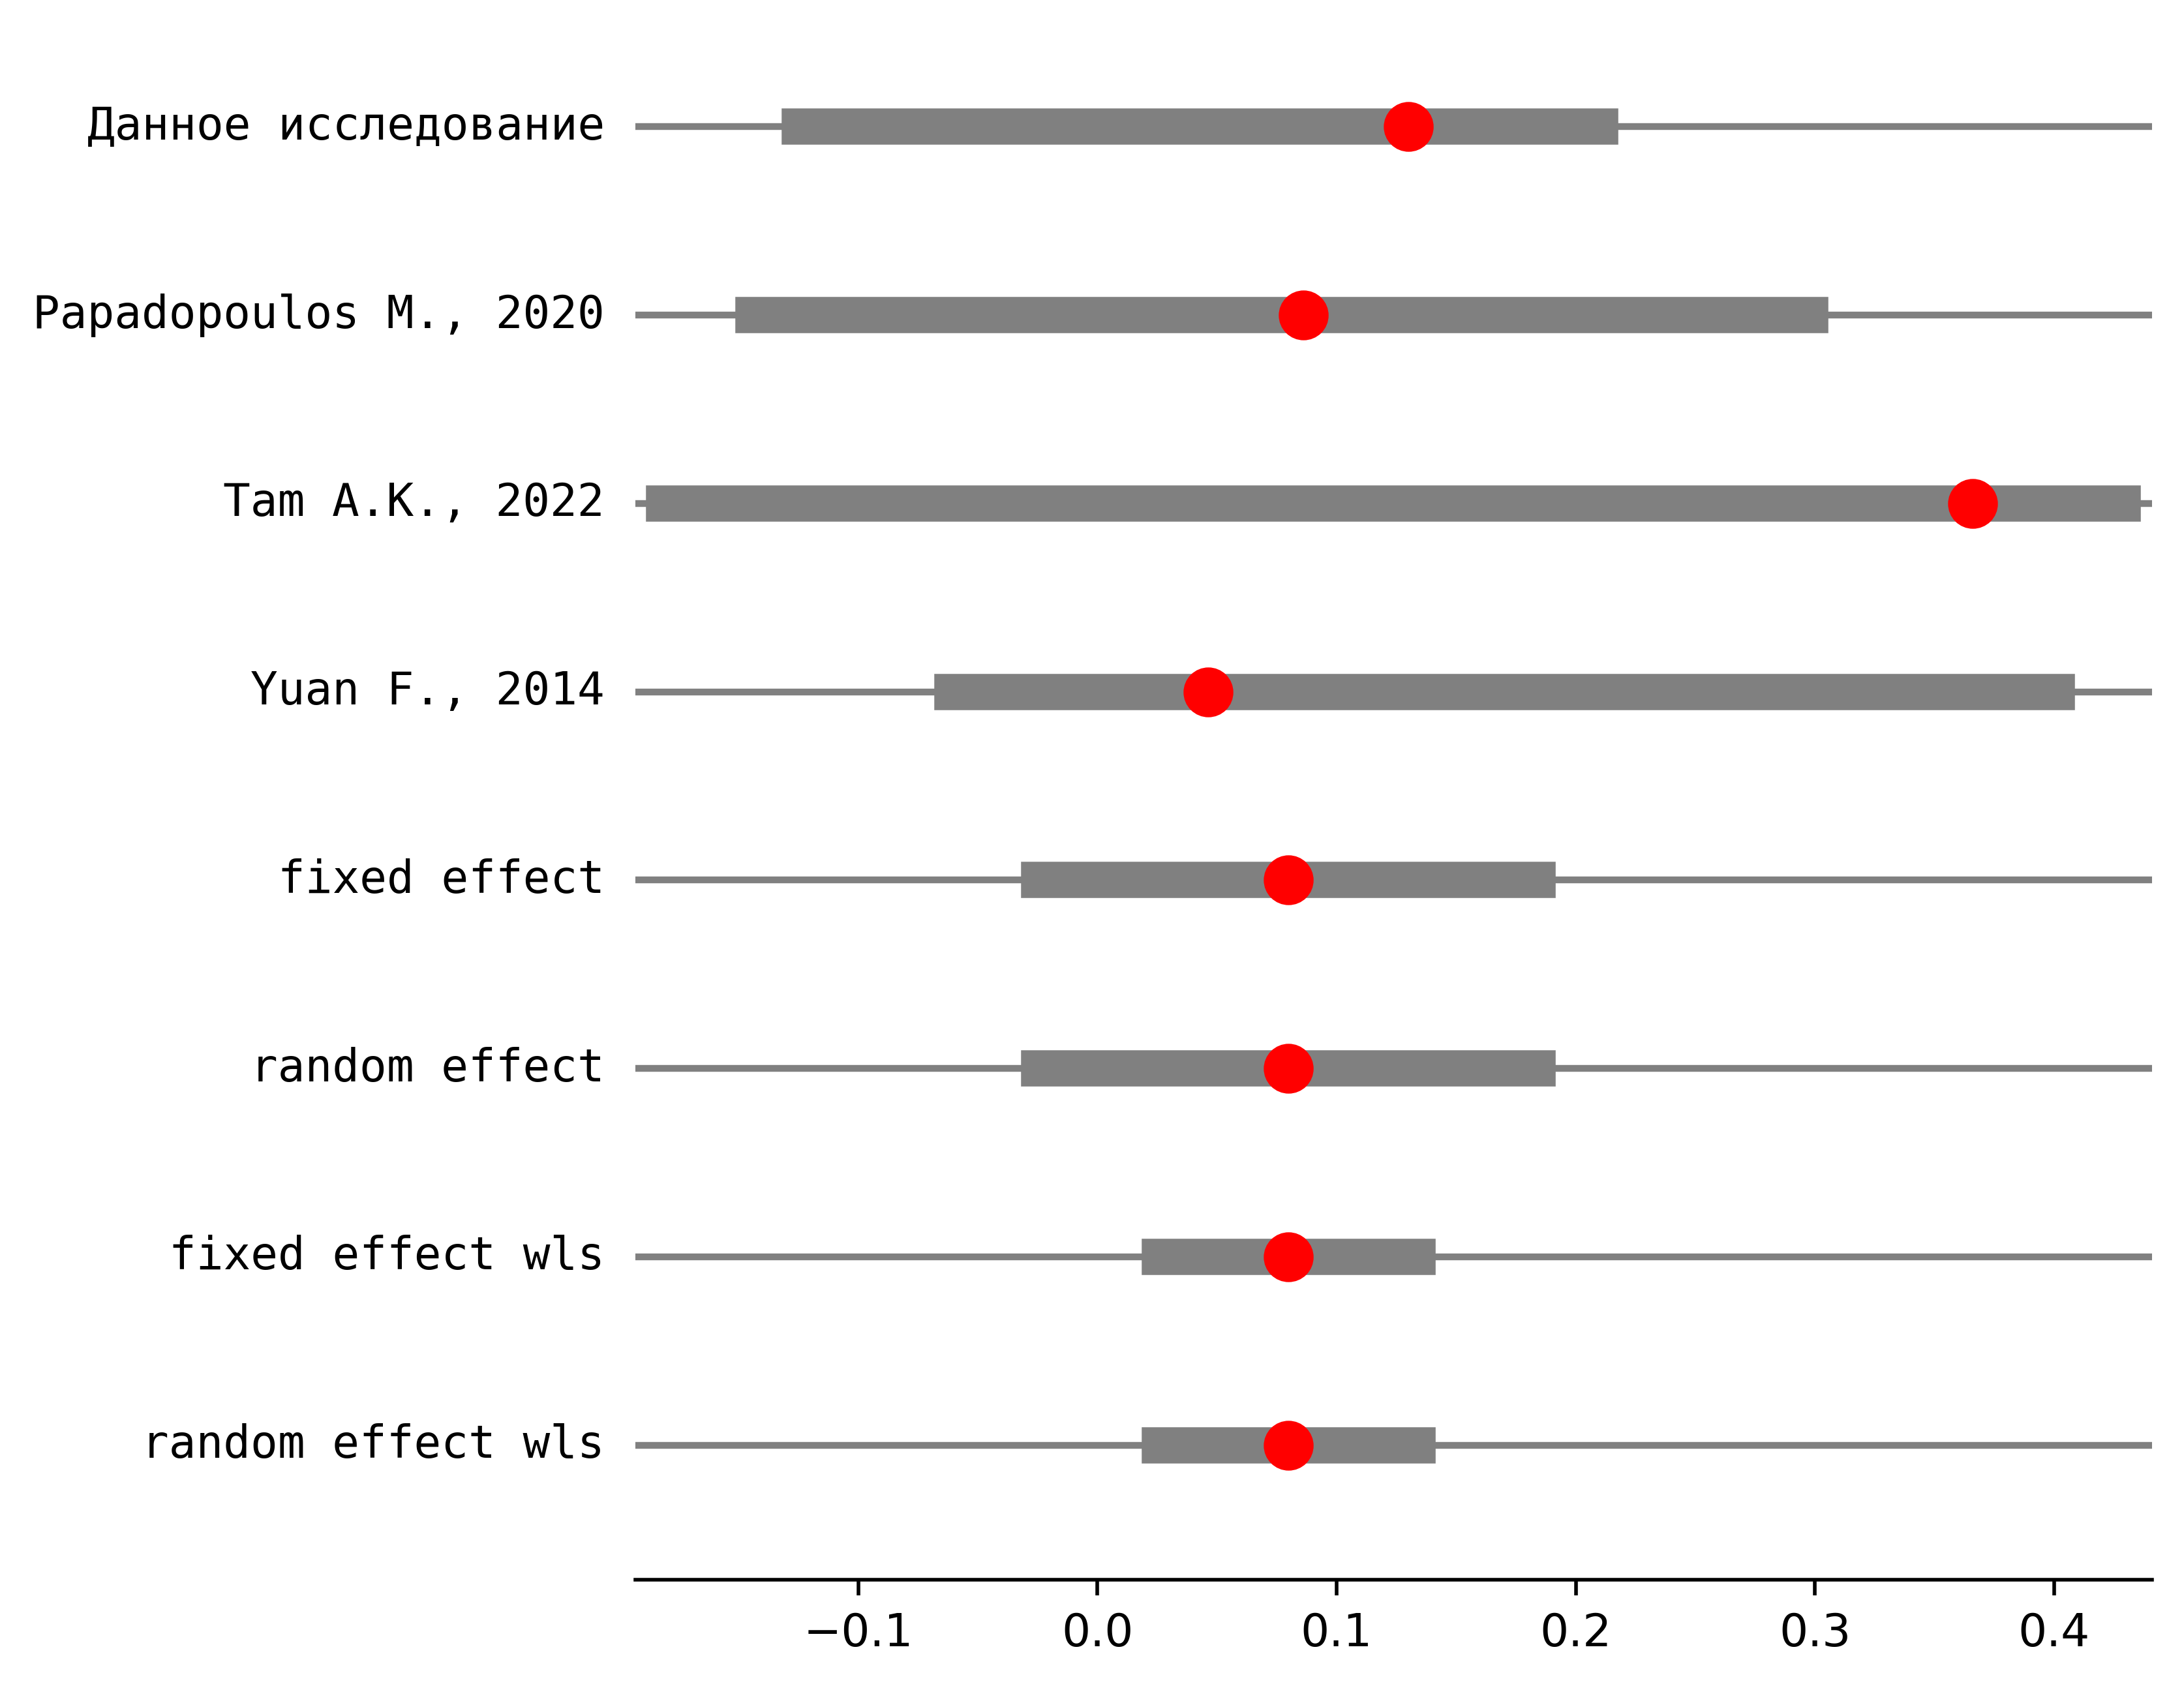 Данное исследование
Papadopoulos M., 2020
Tam A.K., 2022
Yuan F., 2014
fixed effect
random effect
fixed effect wls
random effect wls
−0.1 0.0 0.1 0.2 0.3 0.4